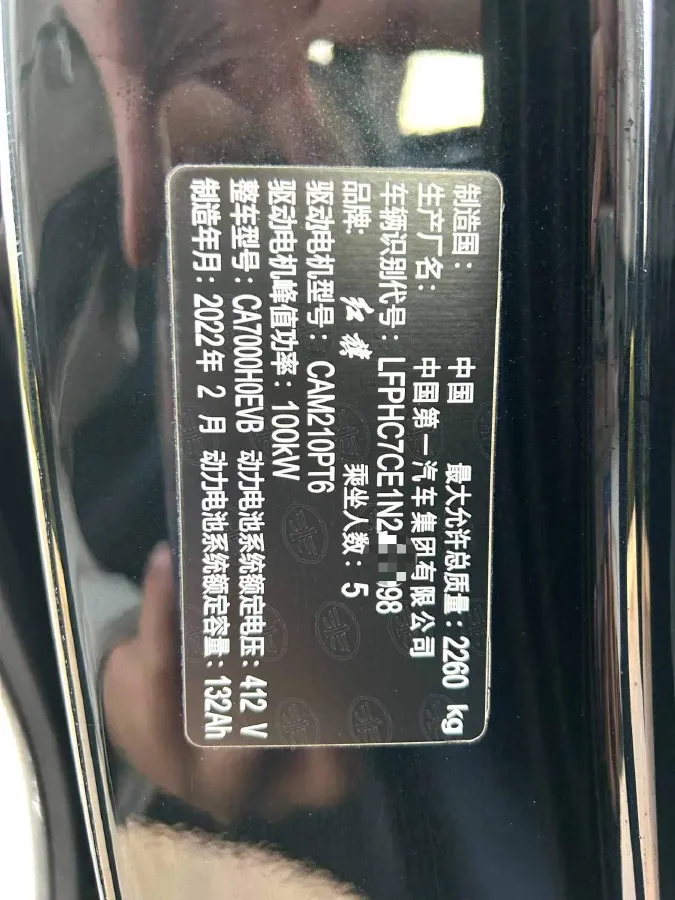 制造国: 中国 最大允许总质量: 2260 kg
生产厂名: 中国第一汽车集团有限公司
车辆识别代号: LFPHC7CE1N2 98
品牌: 红旗 乘坐人数: 5
驱动电机型号: CAM210PT6
驱动电机峰值功率: 100kW
整车型号: CA7000H0EVB 动力电池系统额定电压: 412 V
制造年月: 2022年 2 月 动力电池系统额定容量: 132Ah